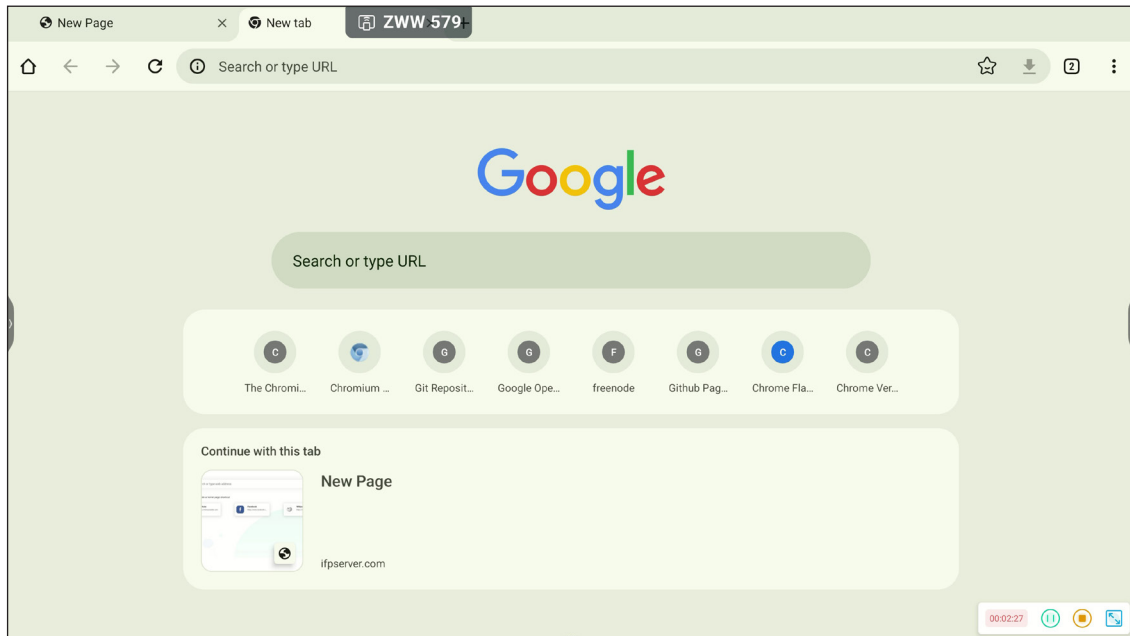 New Page
New tab
ZWW 579
Search or type URL
2
Google
Search or type URL
C
G
G
F
G
C
C
The Chromi...
Chromium ...
Git Reposit...
Google Ope...
freenode
Github Pag...
Chrome Fla...
Chrome Ver...
Continue with this tab
New Page
ifpserver.com
00:02:27